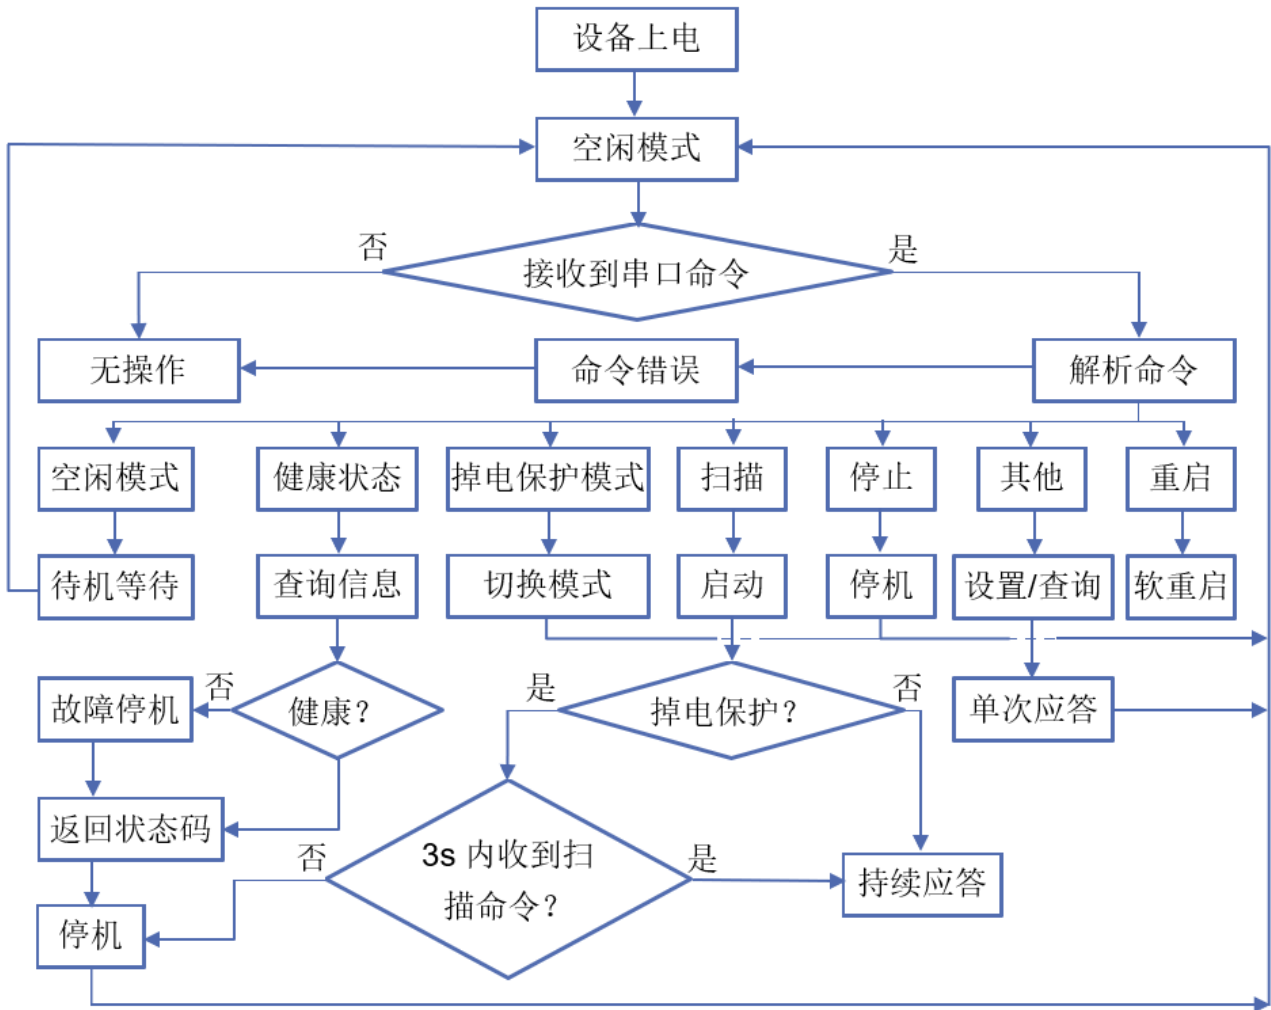 设备上电
空闲模式
否
是
接收到串口命令
无操作
命令错误
解析命令
空闲模式
健康状态
掉电保护模式
扫描
停止
其他
重启
待机等待
查询信息
切换模式
启动
停机
设置/查询
软重启
故障停机
否
健康？
是
掉电保护？
否
单次应答
返回状态码
否
3s 内收到扫
描命令？
是
持续应答
停机